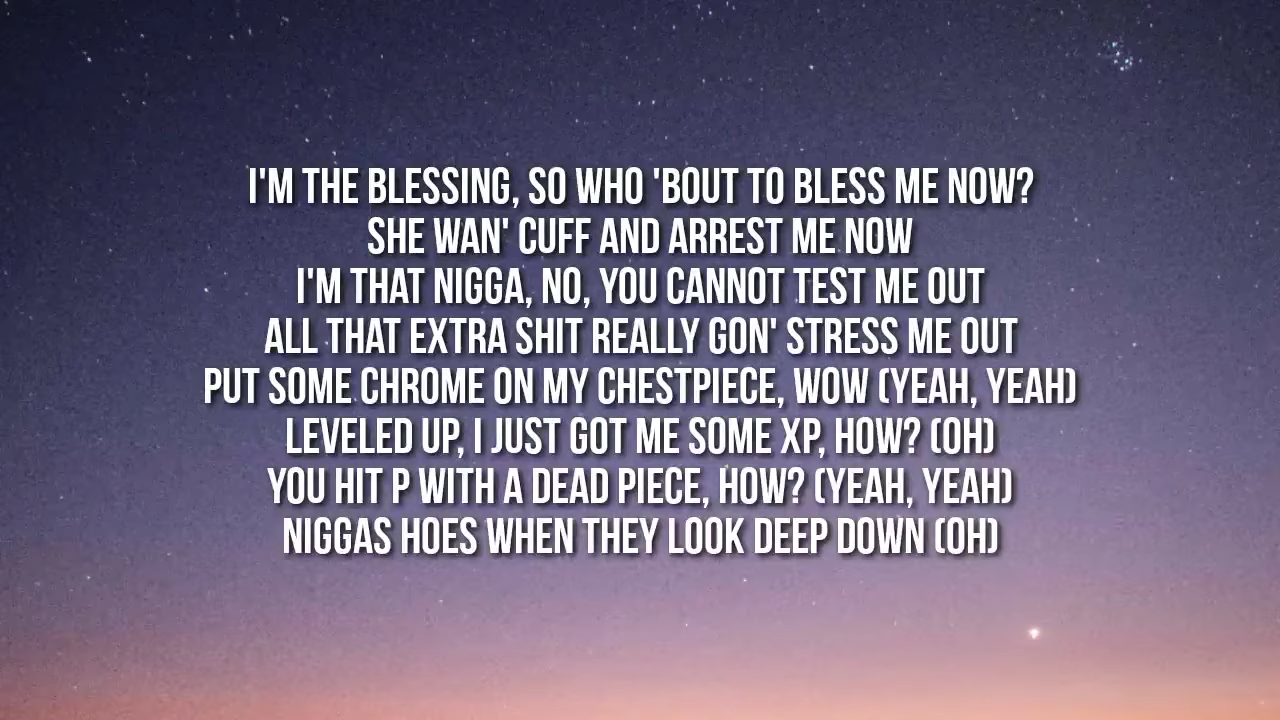 I'M THE BLESSING, SO WHO 'BOUT TO BLESS ME NOW?
SHE WAN' CUFF AND ARREST ME NOW
I'M THAT NIGGA, NO, YOU CANNOT TEST ME OUT
ALL THAT EXTRA SHIT REALLY GON' STRESS ME OUT
PUT SOME CHROME ON MY CHESTPIECE, WOW (YEAH, YEAH)
LEVELED UP, I JUST GOT ME SOME XP, HOW? (OH)
YOU HIT P WITH A DEAD PIECE, HOW? (YEAH, YEAH)
NIGGAS HOES WHEN THEY LOOK DEEP DOWN (OH)